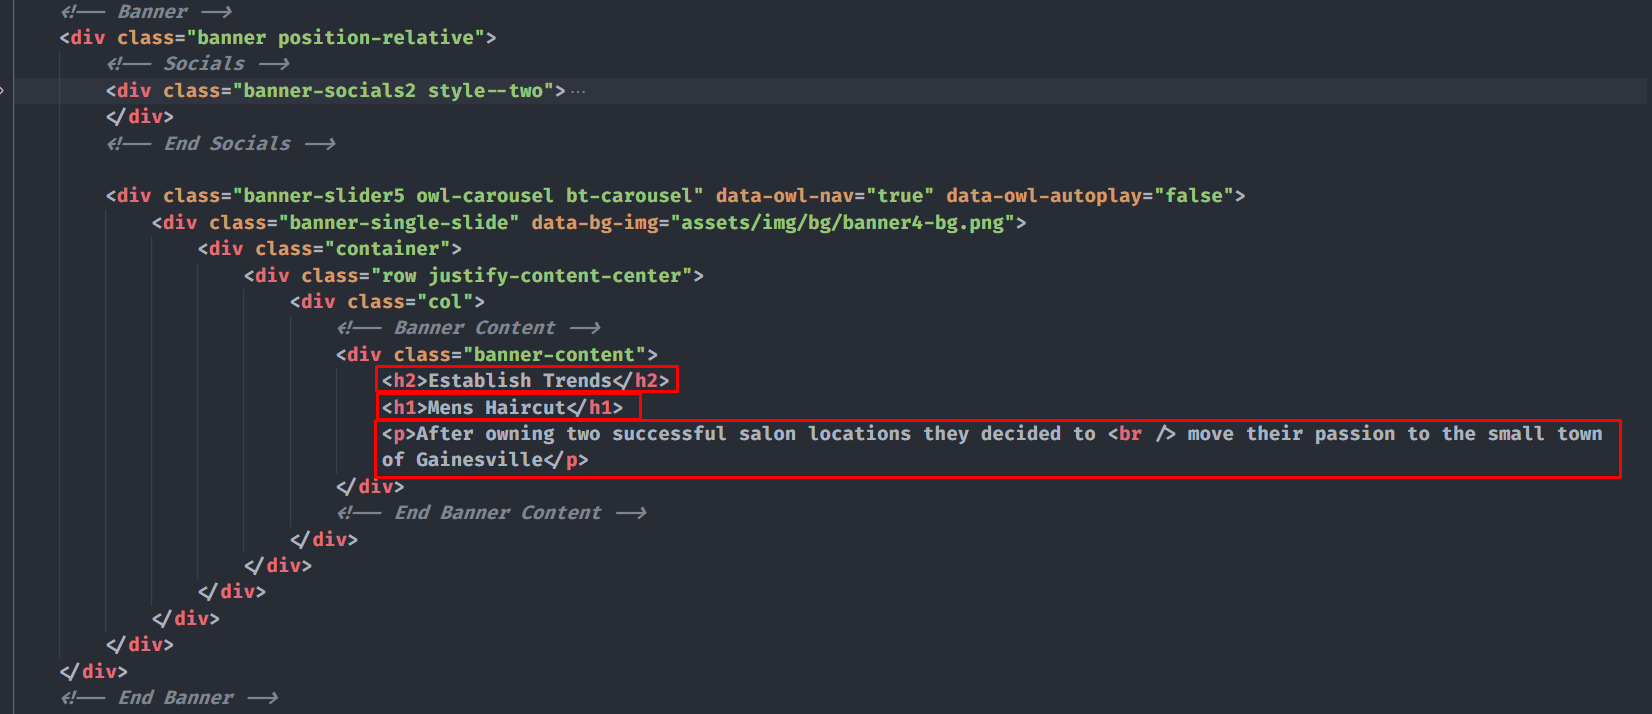 <!-- Banner -->
<div class="banner position-relative">
<!-- Socials -->
<div class="banner-socials2 style--two">···
</div>
<!-- End Socials -->
<div class="banner-slider5 owl-carousel bt-carousel" data-owl-nav="true" data-owl-autoplay="false">
<div class="banner-single-slide" data-bg-img="assets/img/bg/banner4-bg.png">
<div class="container">
<div class="row justify-content-center">
<div class="col">
<!-- Banner Content -->
<div class="banner-content">
<h2>Establish Trends</h2>
<h1>Mens Haircut</h1>
<p>After owning two successful salon locations they decided to <br /> move their passion to the small town
of Gainesville</p>
</div>
<!-- End Banner Content -->
</div>
</div>
</div>
</div>
</div>
</div>
<!-- End Banner -->